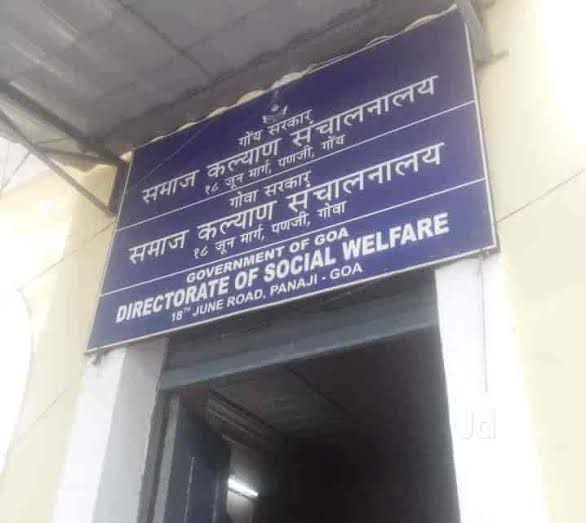 गोंय सरकार
समाज कल्याण संचालनालय
१८ जून मार्ग, पणजी, गोंय
गोवा सरकार
समाज कल्याण संचालनालय
१८ जून मार्ग, पणजी, गोवा
GOVERNMENT OF GOA
DIRECTORATE OF SOCIAL WELFARE
18TH JUNE ROAD, PANAJI - GOA
Jd